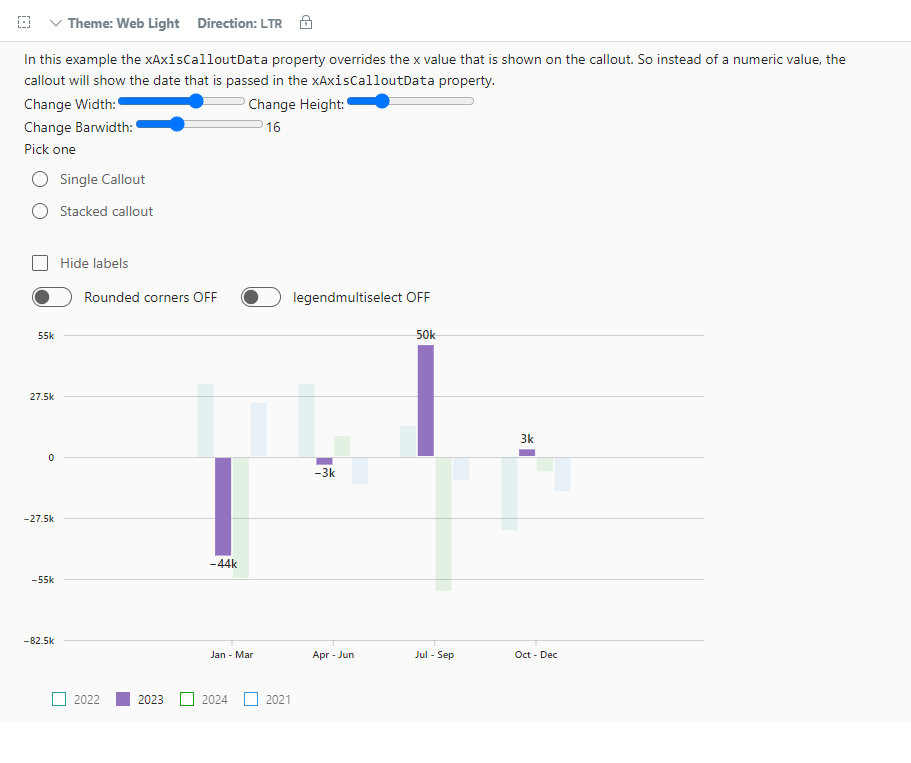 Theme: Web Light Direction: LTR
In this example the xAxisCalloutData property overrides the x value that is shown on the callout. So instead of a numeric value, the
callout will show the date that is passed in the xAxisCalloutData property.
Change Width: Change Height:
Change Barwidth: 16
Pick one
Single Callout
Stacked callout
Hide labels
Rounded corners OFF legendmultiselect OFF
55k
50k
27.5k
3k
0
−3k
−27.5k
−44k
−55k
−82.5k
Jan - Mar Apr - Jun Jul - Sep Oct - Dec
2022 2023 2024 2021